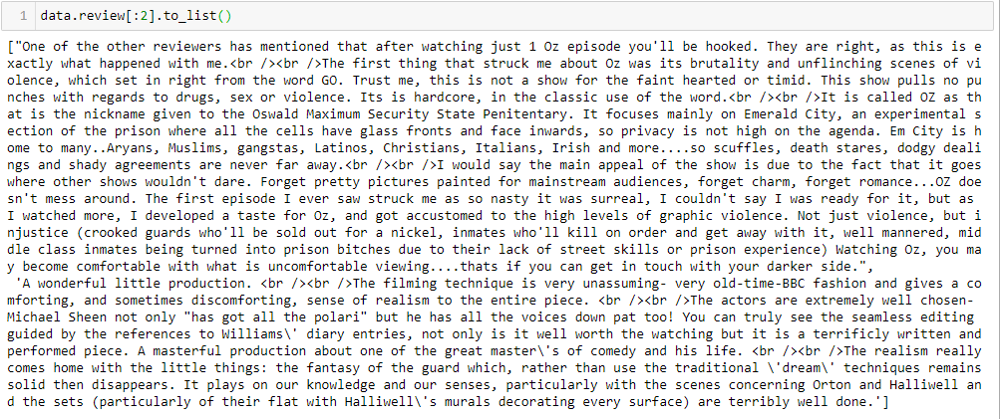 1 data.review[:2].to_list()
["One of the other reviewers has mentioned that after watching just 1 Oz episode you'll be hooked. They are right, as this is e
xactly what happened with me.<br /><br />The first thing that struck me about Oz was its brutality and unflinching scenes of vi
olence, which set in right from the word GO. Trust me, this is not a show for the faint hearted or timid. This show pulls no pu
nches with regards to drugs, sex or violence. Its is hardcore, in the classic use of the word.<br /><br />It is called OZ as th
at is the nickname given to the Oswald Maximum Security State Penitentary. It focuses mainly on Emerald City, an experimental s
ection of the prison where all the cells have glass fronts and face inwards, so privacy is not high on the agenda. Em City is h
ome to many..Aryans, Muslims, gangstas, Latinos, Christians, Italians, Irish and more....so scuffles, death stares, dodgy deali
ngs and shady agreements are never far away.<br /><br />I would say the main appeal of the show is due to the fact that it goes
where other shows wouldn't dare. Forget pretty pictures painted for mainstream audiences, forget charm, forget romance...OZ doe
sn't mess around. The first episode I ever saw struck me as so nasty it was surreal, I couldn't say I was ready for it, but as
I watched more, I developed a taste for Oz, and got accustomed to the high levels of graphic violence. Not just violence, but i
njustice (crooked guards who'll be sold out for a nickel, inmates who'll kill on order and get away with it, well mannered, mid
dle class inmates being turned into prison bitches due to their lack of street skills or prison experience) Watching Oz, you ma
y become comfortable with what is uncomfortable viewing....thats if you can get in touch with your darker side.",
'A wonderful little production. <br /><br />The filming technique is very unassuming- very old-time-BBC fashion and gives a co
mforting, and sometimes discomforting, sense of realism to the entire piece. <br /><br />The actors are extremely well chosen-
Michael Sheen not only "has got all the polari" but he has all the voices down pat too! You can truly see the seamless editing
guided by the references to Williams\' diary entries, not only is it well worth the watching but it is a terrificly written and
performed piece. A masterful production about one of the great master\'s of comedy and his life. <br /><br />The realism really
comes home with the little things: the fantasy of the guard which, rather than use the traditional \'dream\' techniques remains
solid then disappears. It plays on our knowledge and our senses, particularly with the scenes concerning Orton and Halliwell an
d the sets (particularly of their flat with Halliwell\'s murals decorating every surface) are terribly well done.']